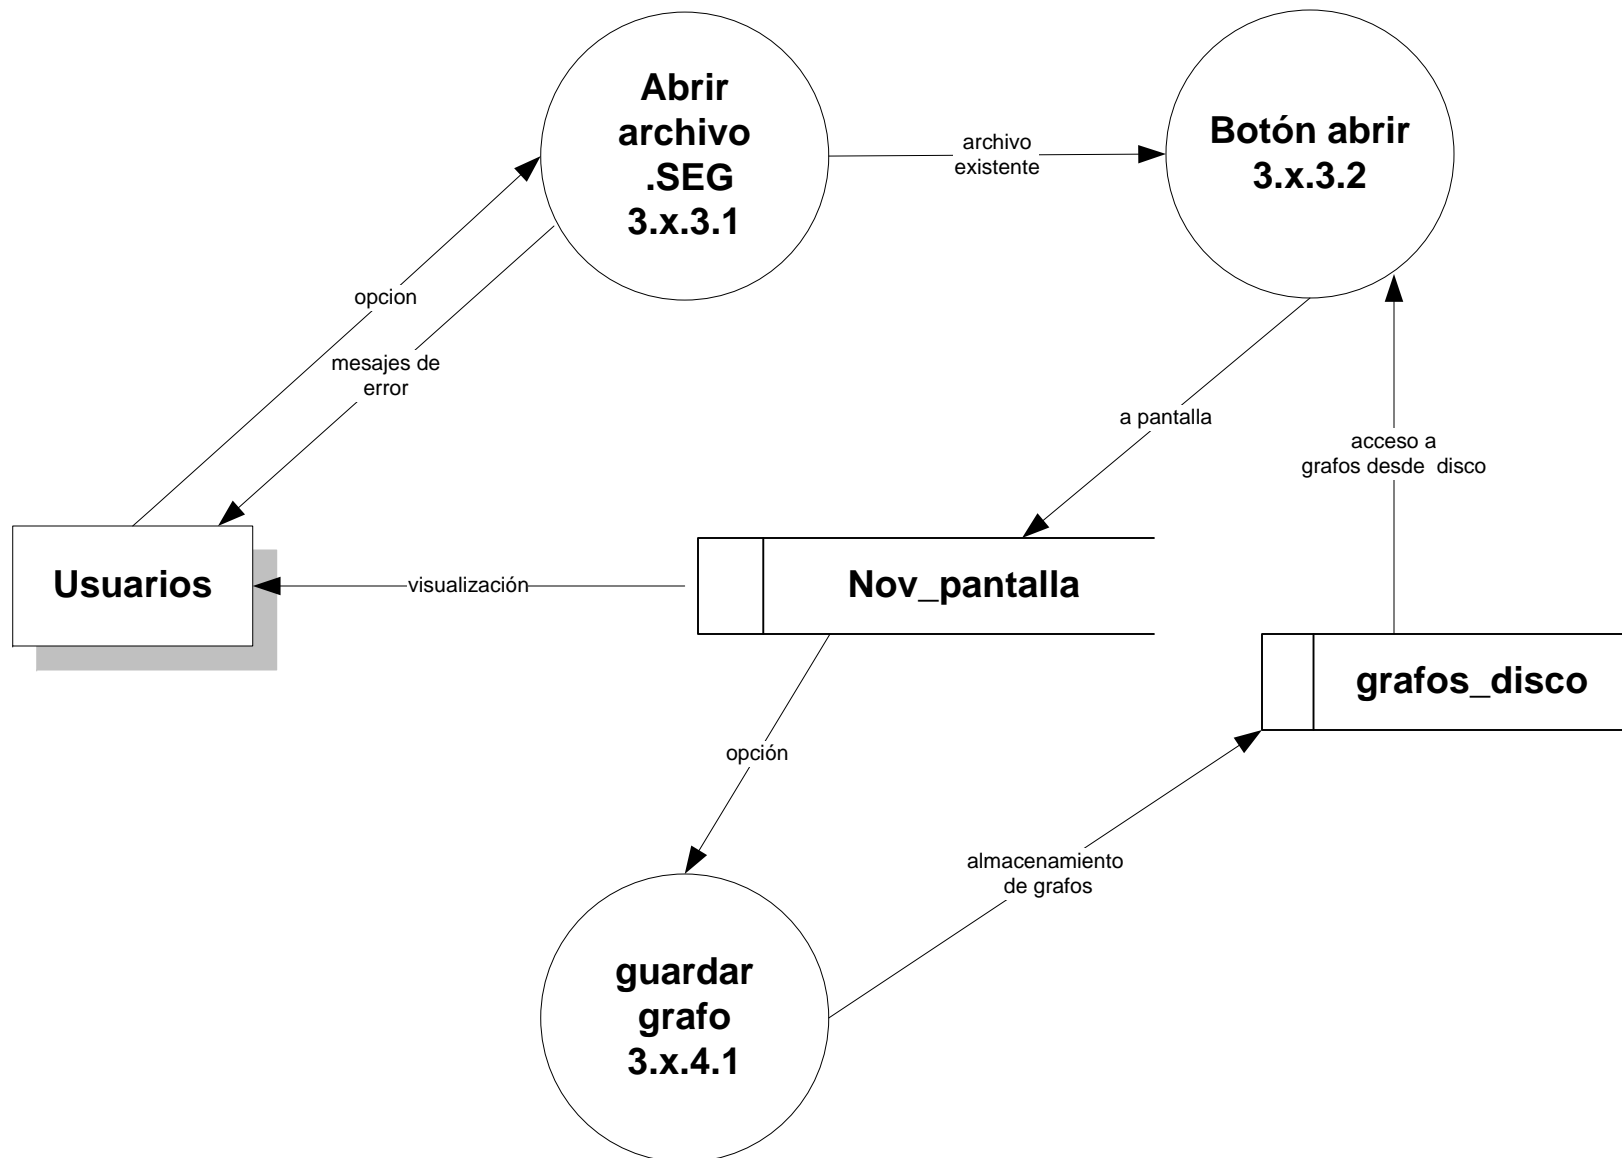 Abrir
archivo
.SEG
3.x.3.1
archivo
existente
Botón abrir
3.x.3.2
opcion
mesajes de
error
a pantalla
acceso a
grafos desde  disco
Usuarios
visualización
Nov_pantalla
grafos_disco
opción
almacenamiento
de grafos
guardar
grafo
3.x.4.1